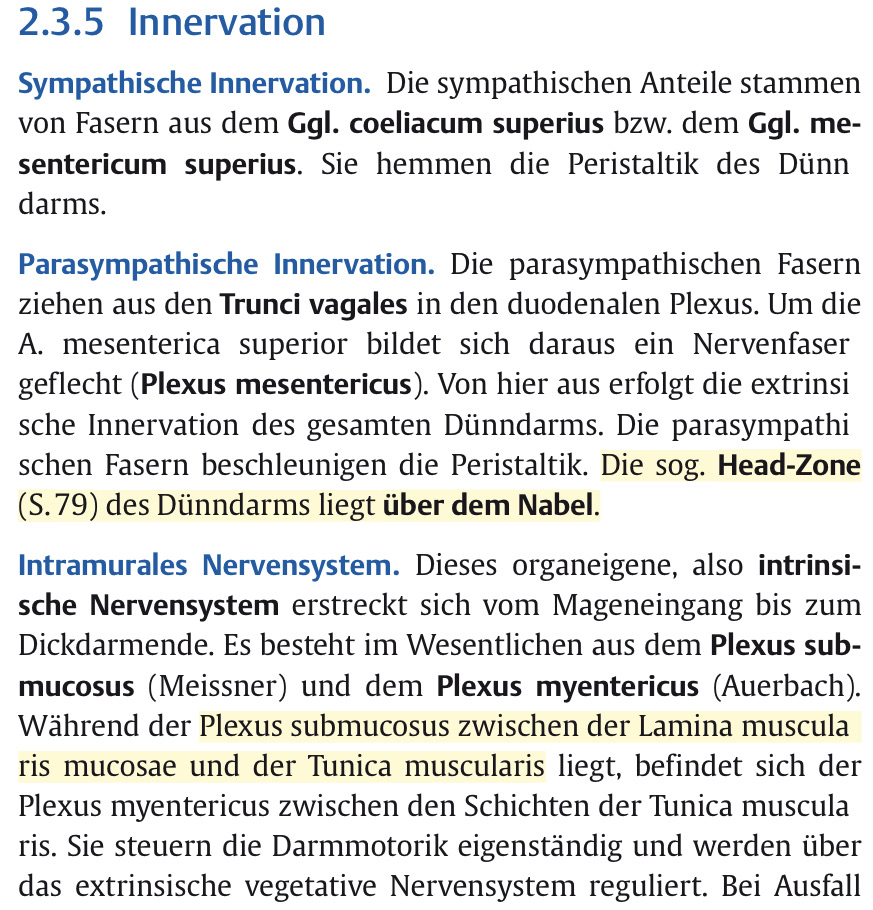 2.3.5 Innervation
Sympathische Innervation. Die sympathischen Anteile stammen
von Fasern aus dem Ggl. coeliacum superius bzw. dem Ggl. me-
sentericum superius. Sie hemmen die Peristaltik des Dünn
darms.
Parasympathische Innervation. Die parasympathischen Fasern
ziehen aus den Trunci vagales in den duodenalen Plexus. Um die
A. mesenterica superior bildet sich daraus ein Nervenfaser
geflecht (Plexus mesentericus). Von hier aus erfolgt die extrinsi
sche Innervation des gesamten Dünndarms. Die parasympathi
schen Fasern beschleunigen die Peristaltik. Die sog. Head-Zone
(S. 79) des Dünndarms liegt über dem Nabel.
Intramurales Nervensystem. Dieses organeigene, also intrinsi-
sche Nervensystem erstreckt sich vom Mageneingang bis zum
Dickdarmende. Es besteht im Wesentlichen aus dem Plexus sub-
mucosus (Meissner) und dem Plexus myentericus (Auerbach).
Während der Plexus submucosus zwischen der Lamina muscula
ris mucosae und der Tunica muscularis liegt, befindet sich der
Plexus myentericus zwischen den Schichten der Tunica muscula
ris. Sie steuern die Darmmotorik eigenständig und werden über
das extrinsische vegetative Nervensystem reguliert. Bei Ausfall